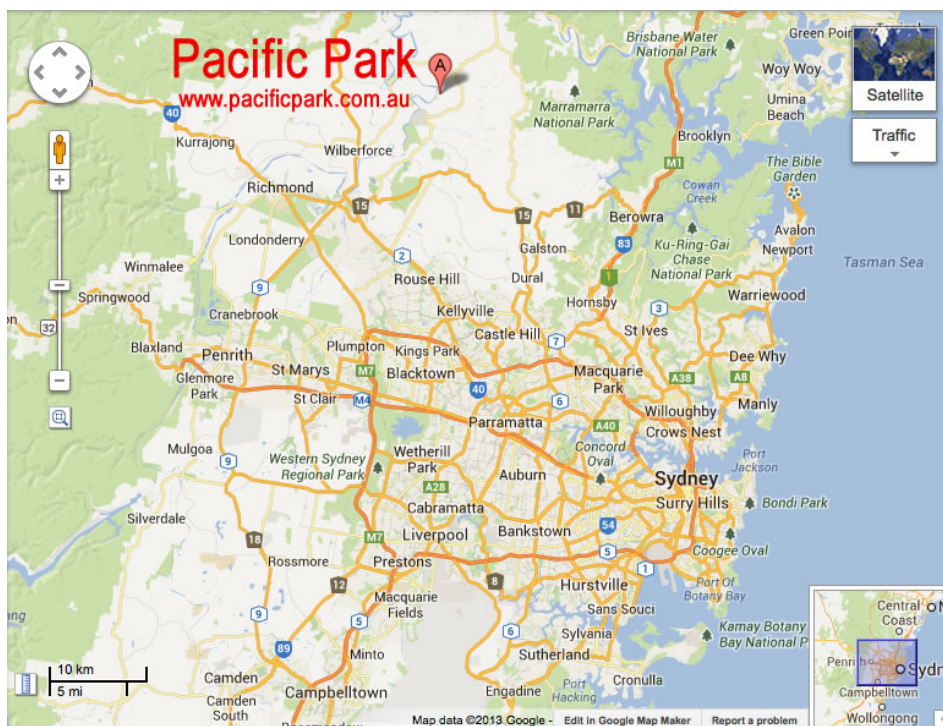 Pacific Park
www.pacificpark.com.au
A
Brisbane Water
National Park
Green Point
Woy Woy
Umina
Beach
Satellite
Traffic
Marramarra
National Park
Brooklyn
M1
The Bible
Garden
Cowan
Creek
40
Kurrajong
Wilberforce
Richmond
15
15
11
Berowra
Avalon
Newport
Londonderry
2
Galston
83
Ku-Ring-Gai
Chase
National Park
Tasman Sea
Winmalee
9
Rouse Hill
Dural
1
Hornsby
Warriewood
Springwood
Cranebrook
Kellyville
3
32
Castle Hill
St Ives
Blaxland
Penrith
Plumpton
Kings Park
7
Dee Why
Glenmore
Park
St Marys
M7
Blacktown
40
Macquarie
Park
A38
A8
St Clair
M4
6
Willoughby
Manly
Parramatta
A40
Crows Nest
Mulgoa
9
Western Sydney
Regional Park
Wetherill
Park
Concord
Oval
Port
Jackson
Auburn
Sydney
A28
Surry Hills
Bondi Park
Silverdale
Cabramatta
18
M7
Liverpool
Bankstown
54
Coogee Oval
Rossmore
Prestons
5
1
12
8
Hurstville
Port Of
Botany Bay
Macquarie
Fields
9
5
Sans Souci
Kamay Botany
Bay National P
6
Sylvania
89
Minto
Sutherland
Camden
Cronulla
Campbelltown
Engadine
Port
Hacking
Camden
South
10 km
5 mi
Central
Coast
Penrith
Sydn
Campbelltown
Wollongong
Map data ©2013 Google -
Edit in Google Map Maker
Report a problem